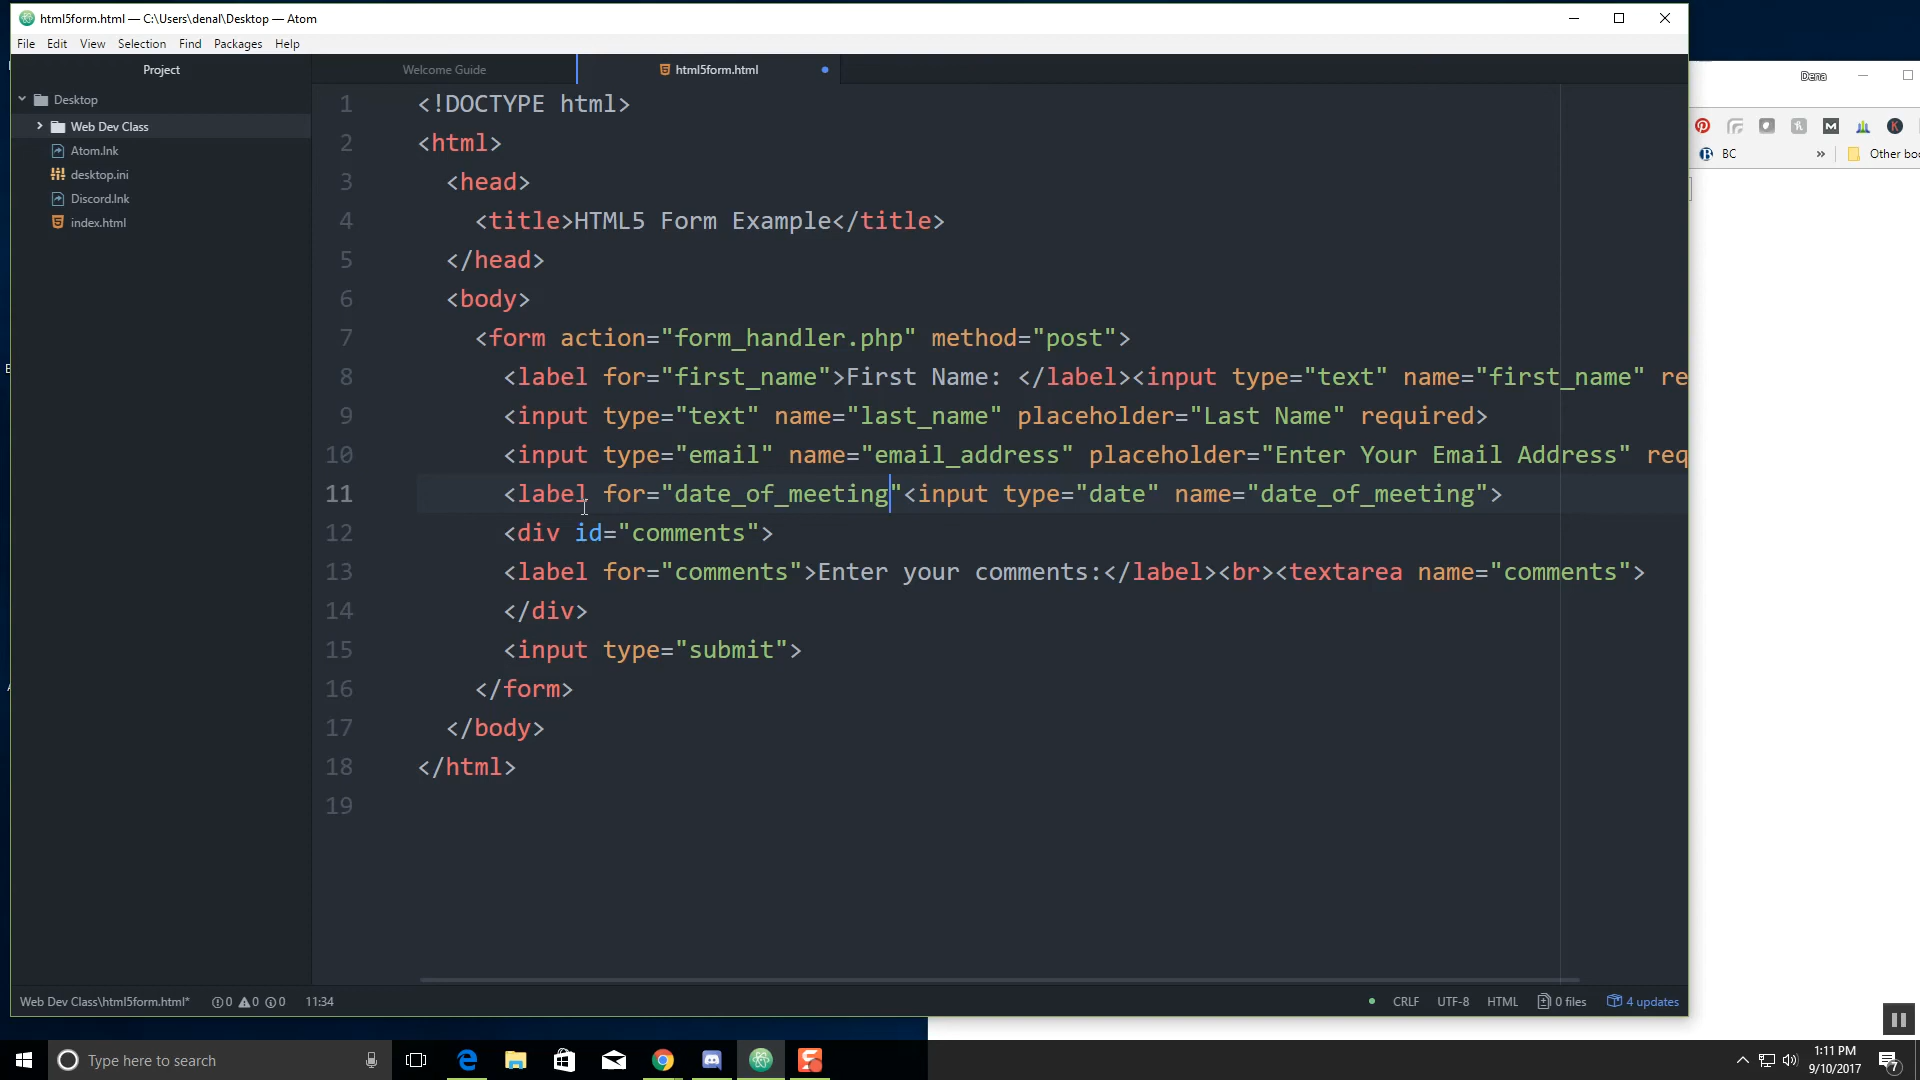 html5form.html — C:\Users\denal\Desktop — Atom
File Edit View Selection Find Packages Help
Project
Welcome Guide
html5form.html
Desktop
Web Dev Class
Atom.lnk
desktop.ini
Discord.lnk
index.html
1 <!DOCTYPE html>
2 <html>
3 <head>
4 <title>HTML5 Form Example</title>
5 </head>
6 <body>
7 <form action="form_handler.php" method="post">
8 <label for="first_name">First Name: </label><input type="text" name="first_name" re
9 <input type="text" name="last_name" placeholder="Last Name" required>
10 <input type="email" name="email_address" placeholder="Enter Your Email Address" req
11 <label for="date_of_meeting"<input type="date" name="date_of_meeting">
12 <div id="comments">
13 <label for="comments">Enter your comments:</label><br><textarea name="comments">
14 </div>
15 <input type="submit">
16 </form>
17 </body>
18 </html>
19
Web Dev Class\html5form.html* 0 0 0 11:34
CRLF UTF-8 HTML 0 files 4 updates
Dena
BC » Other boo
Type here to search
1:11 PM
9/10/2017
7